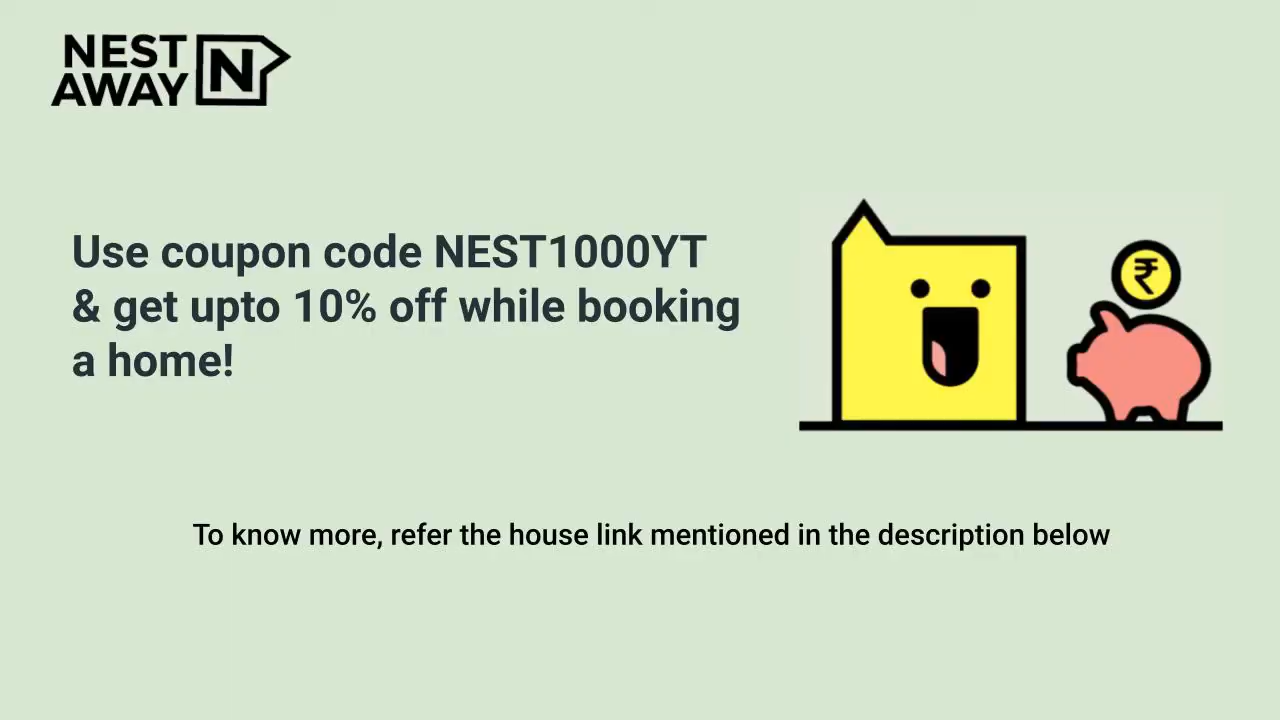 NEST
AWAY N
Use coupon code NEST1000YT
& get upto 10% off while booking
a home!
₹
To know more, refer the house link mentioned in the description below